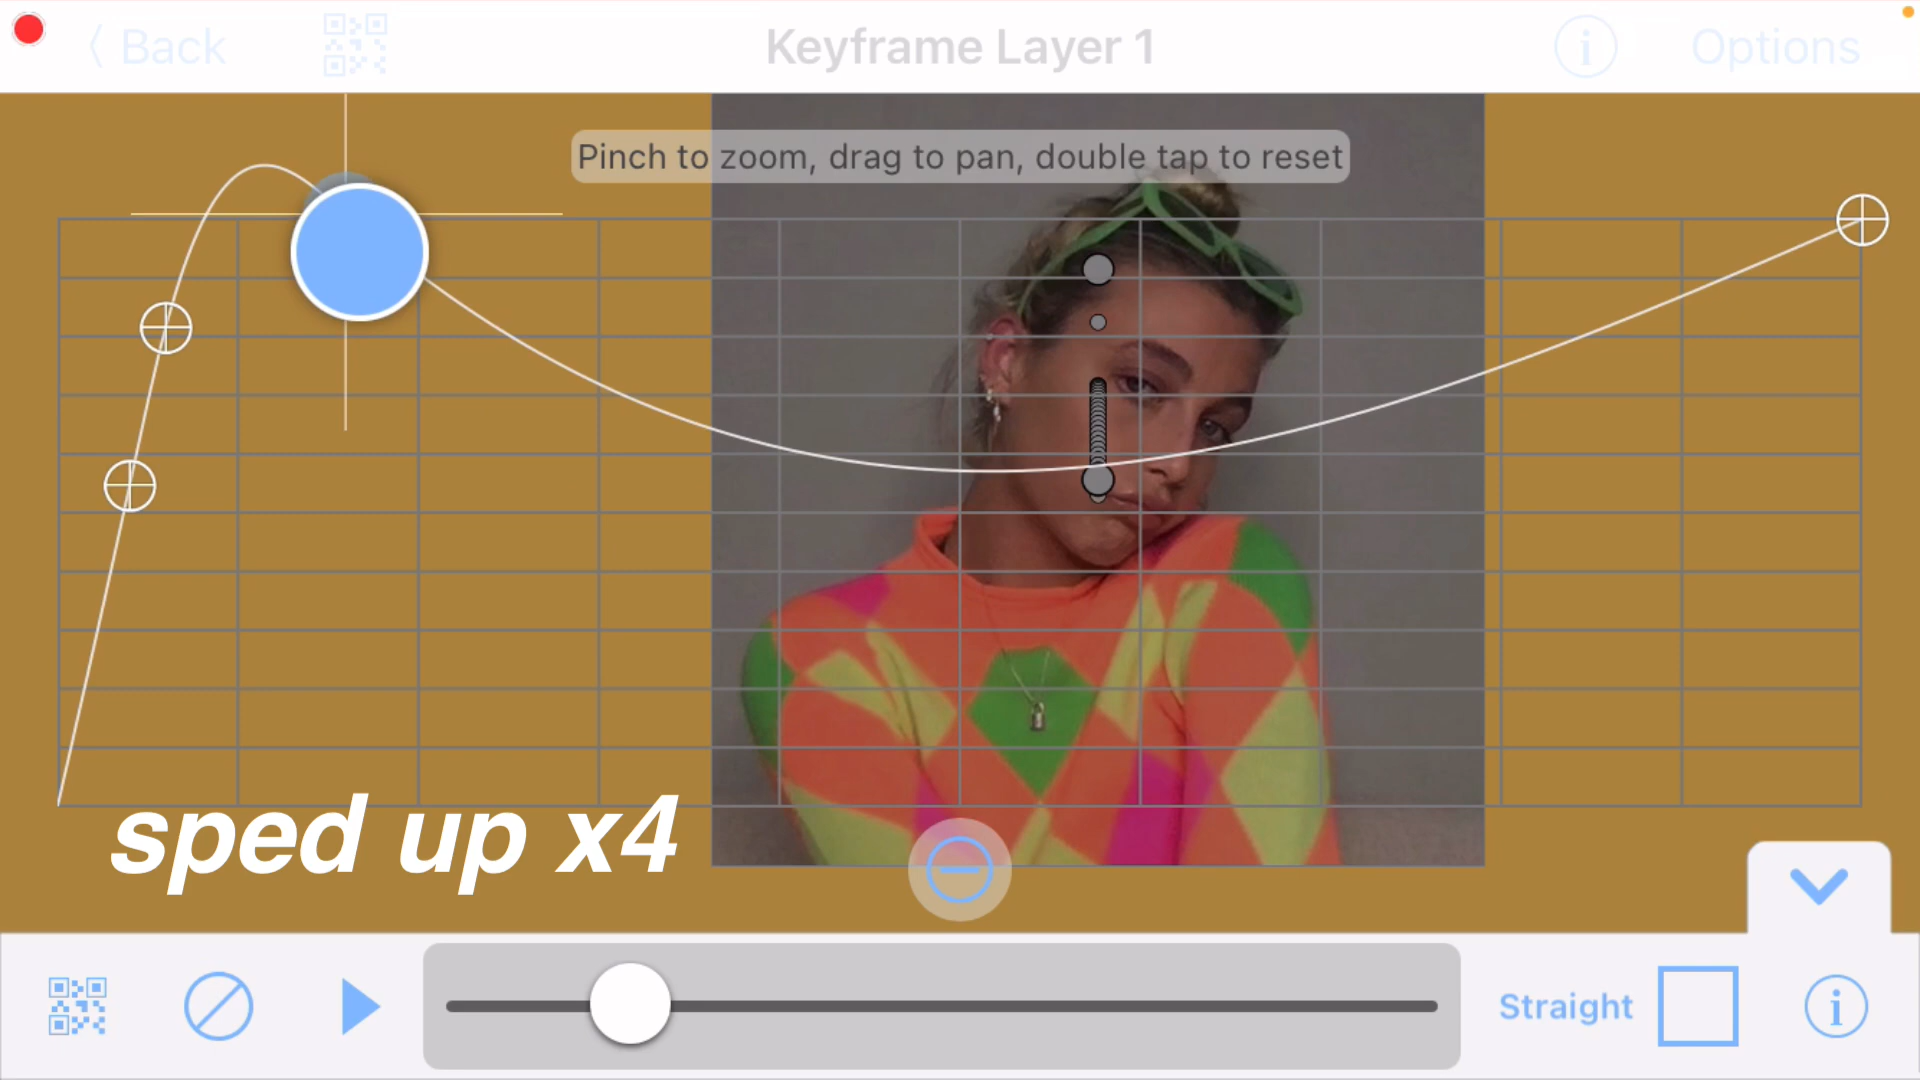 Back
Keyframe Layer 1
Options
Pinch to zoom, drag to pan, double tap to reset
sped up x4
Straight